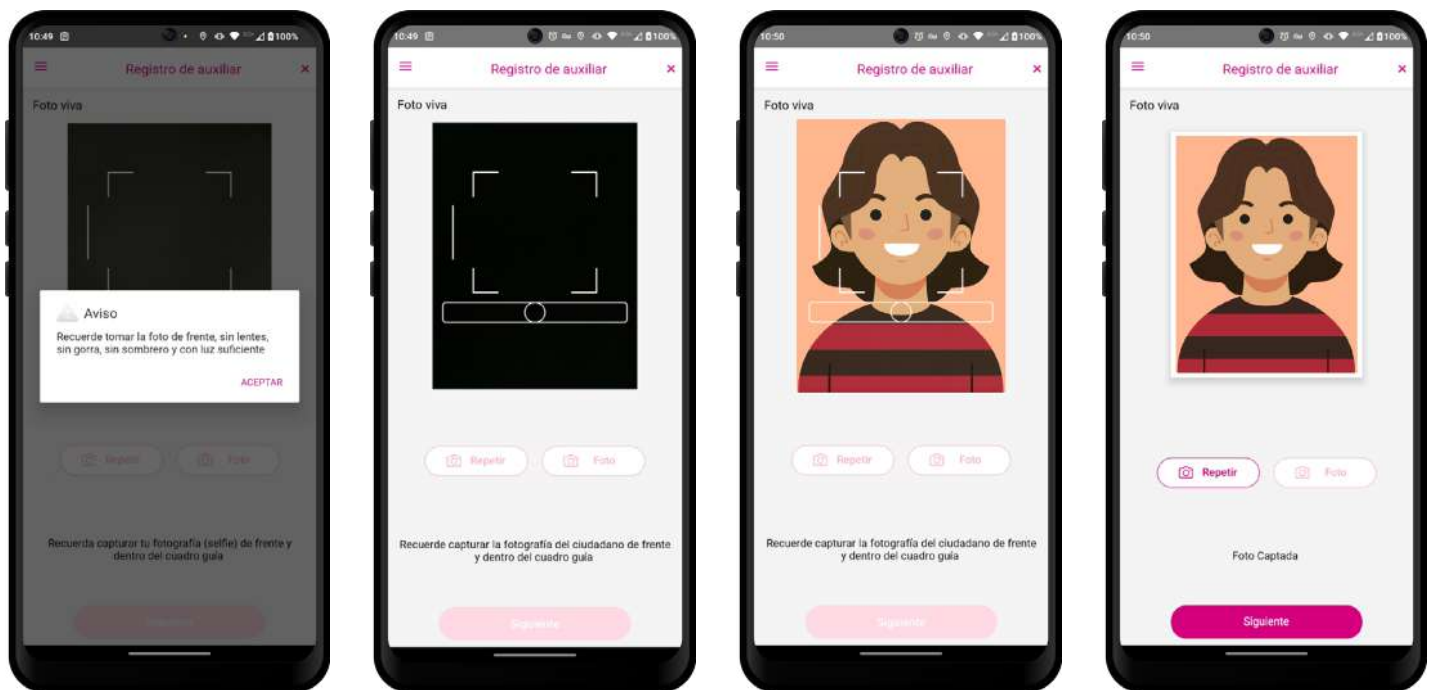 10:49
100%
Registro de auxiliar
×
Foto viva
Aviso
Recuerde tomar la foto de frente, sin lentes,
sin gorra, sin sombrero y con luz suficiente
ACEPTAR
Repetir
Foto
Recuerda capturar tu fotografía (selfie) de frente y
dentro del cuadro guía
Siguiente
10:49
100%
Registro de auxiliar
×
Foto viva
Repetir
Foto
Recuerde capturar la fotografía del ciudadano de frente
y dentro del cuadro guía
Siguiente
10:50
100%
Registro de auxiliar
×
Foto viva
Repetir
Foto
Recuerde capturar la fotografía del ciudadano de frente
y dentro del cuadro guía
Siguiente
10:50
100%
Registro de auxiliar
×
Foto viva
Repetir
Foto
Foto Captada
Siguiente